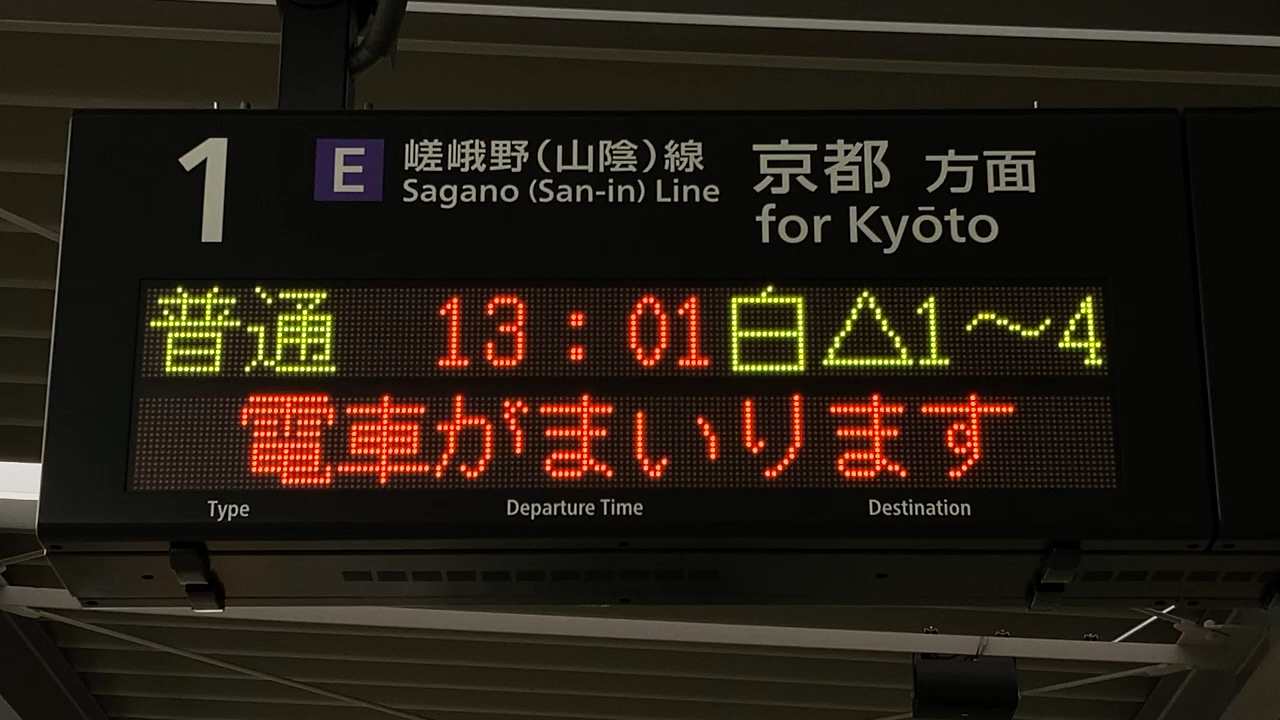 1
E
嵯峨野(山陰)線
Sagano (San-in) Line
京都 方面
for Kyōto
普通 13:01 白△1～4
電車がまいります
Type Departure Time Destination